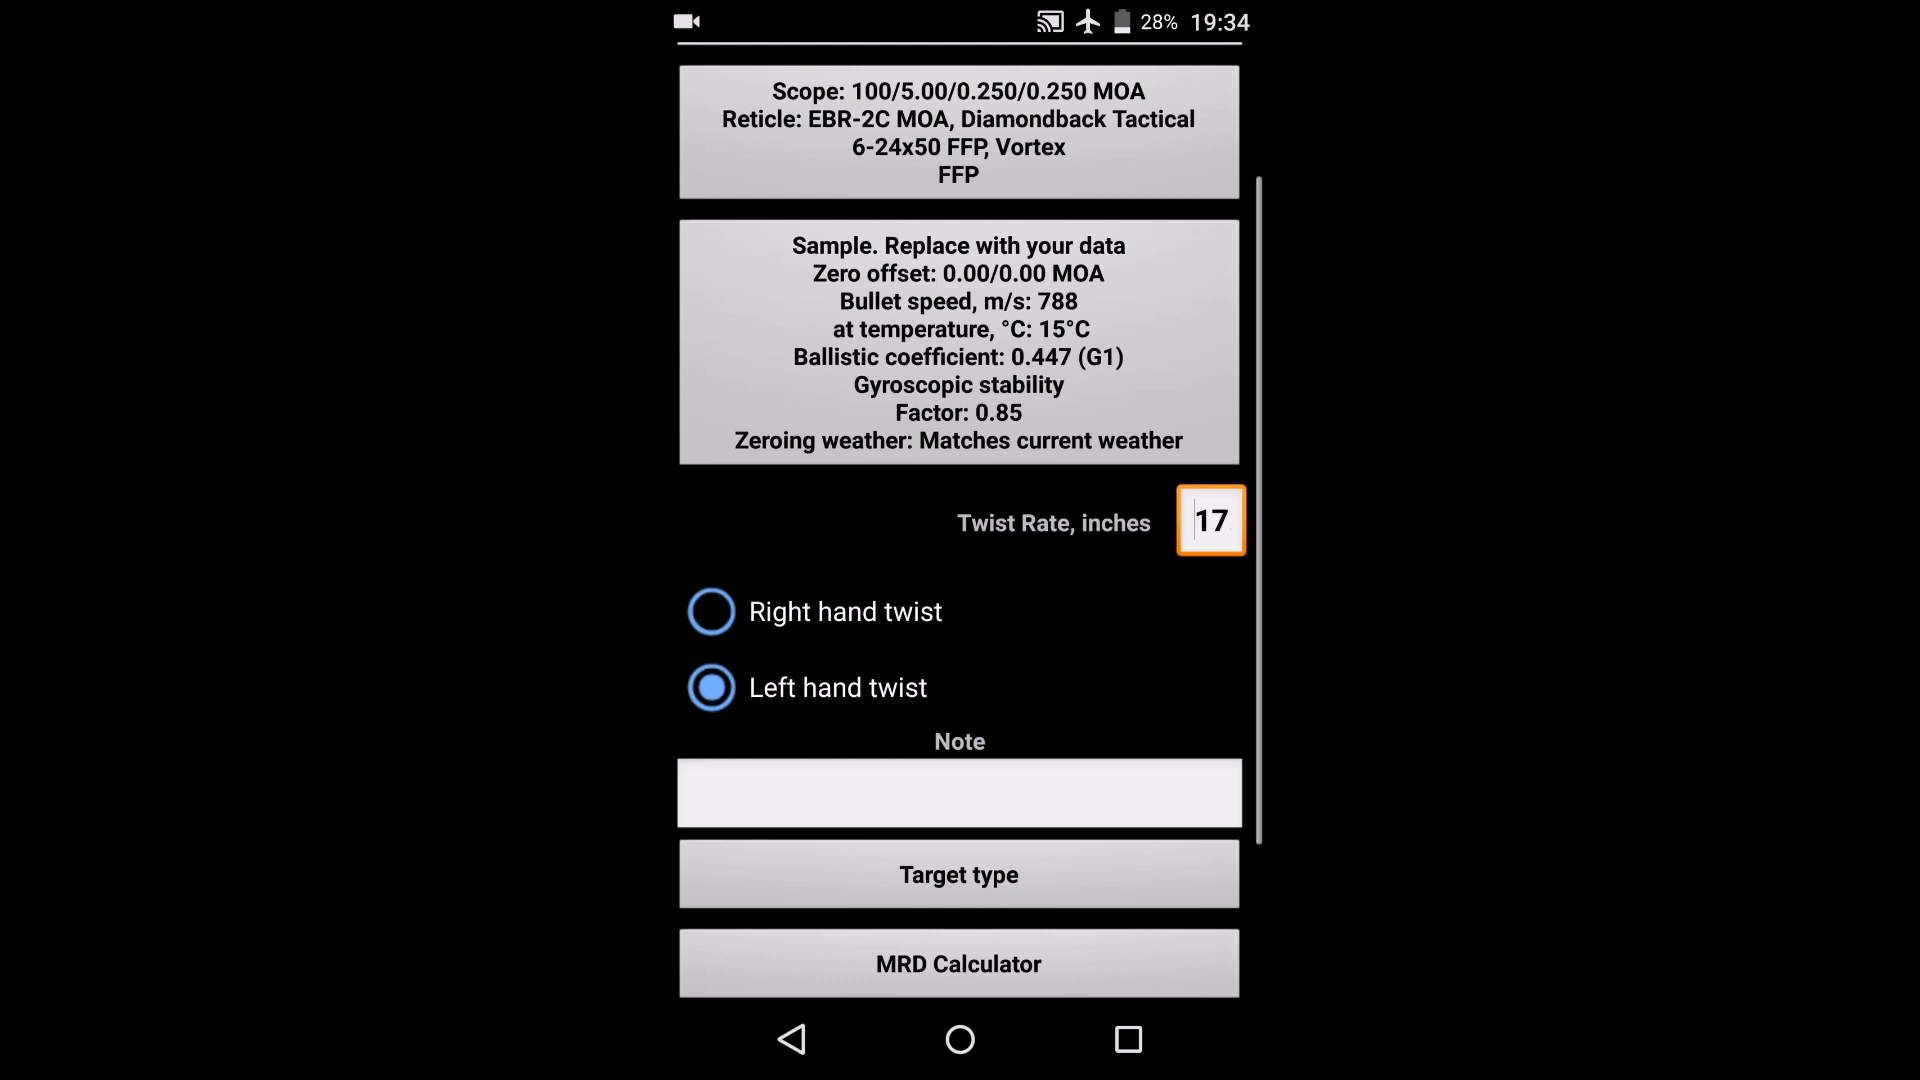 28% 19:34
Scope: 100/5.00/0.250/0.250 MOA
Reticle: EBR-2C MOA, Diamondback Tactical
6-24x50 FFP, Vortex
FFP
Sample. Replace with your data
Zero offset: 0.00/0.00 MOA
Bullet speed, m/s: 788
at temperature, °C: 15°C
Ballistic coefficient: 0.447 (G1)
Gyroscopic stability
Factor: 0.85
Zeroing weather: Matches current weather
Twist Rate, inches 17
Right hand twist
Left hand twist
Note
Target type
MRD Calculator